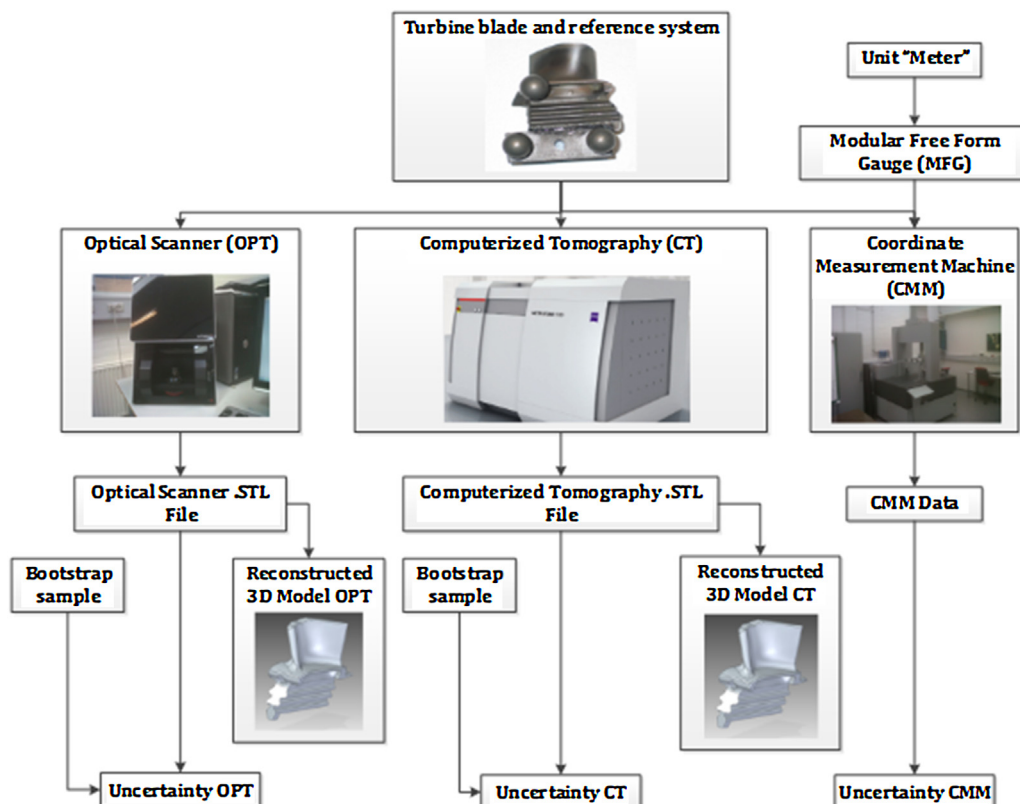 Turbine blade and reference system
Unit “Meter”
Modular Free Form
Gauge (MFG)
Optical Scanner (OPT)
Computerized Tomography (CT)
Coordinate
Measurement Machine
(CMM)
Optical Scanner .STL
File
Computerized Tomography .STL
File
CMM Data
Bootstrap
sample
Reconstructed
3D Model OPT
Bootstrap
sample
Reconstructed
3D Model CT
Uncertainty OPT
Uncertainty CT
Uncertainty CMM